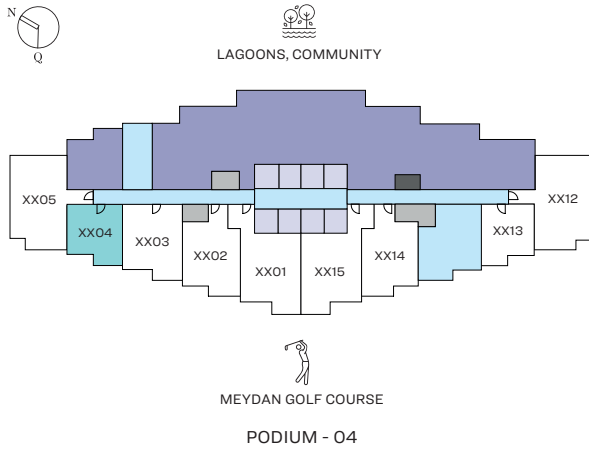 N
Q
LAGOONS, COMMUNITY
XX05
XX04
XX03
XX02
XX01
XX15
XX14
XX13
XX12
MEYDAN GOLF COURSE
PODIUM - 04